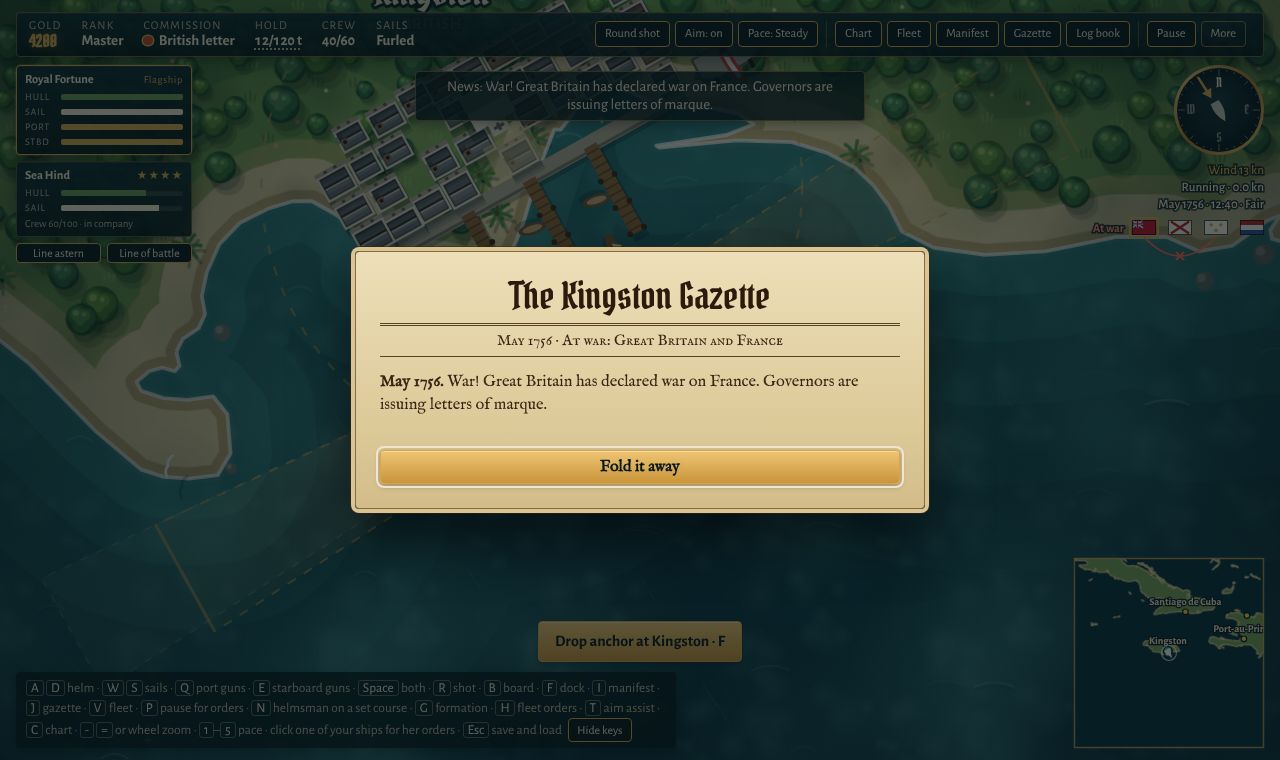 Kingston
BRITISH
GOLD RANK COMMISSION HOLD CREW SAILS
4200 Master British letter 12/120 t 40/60 Furled
Round shot Aim: on Pace: Steady Chart Fleet Manifest Gazette Log book Pause More
Royal Fortune Flagship
HULL
SAIL
PORT
STBD
Sea Hind ★★★★
HULL
SAIL
Crew 60/100 · in company
Line astern Line of battle
News: War! Great Britain has declared war on France. Governors are
issuing letters of marque.
N
W E
S
Wind 13 kn
Running · 0.0 kn
May 1756 · 12:40 · Fair
At war
The Kingston Gazette
May 1756 · At war: Great Britain and France
May 1756. War! Great Britain has declared war on France. Governors are
issuing letters of marque.
Fold it away
Drop anchor at Kingston · F
Santiago de Cuba
Port-au-Prin
Kingston
A D helm · W S sails · Q port guns · E starboard guns · Space both · R shot · B board · F dock · I manifest ·
J gazette · V fleet · P pause for orders · N helmsman on a set course · G formation · H fleet orders · T aim assist ·
C chart · - = or wheel zoom · 1–5 pace · click one of your ships for her orders · Esc save and load Hide keys